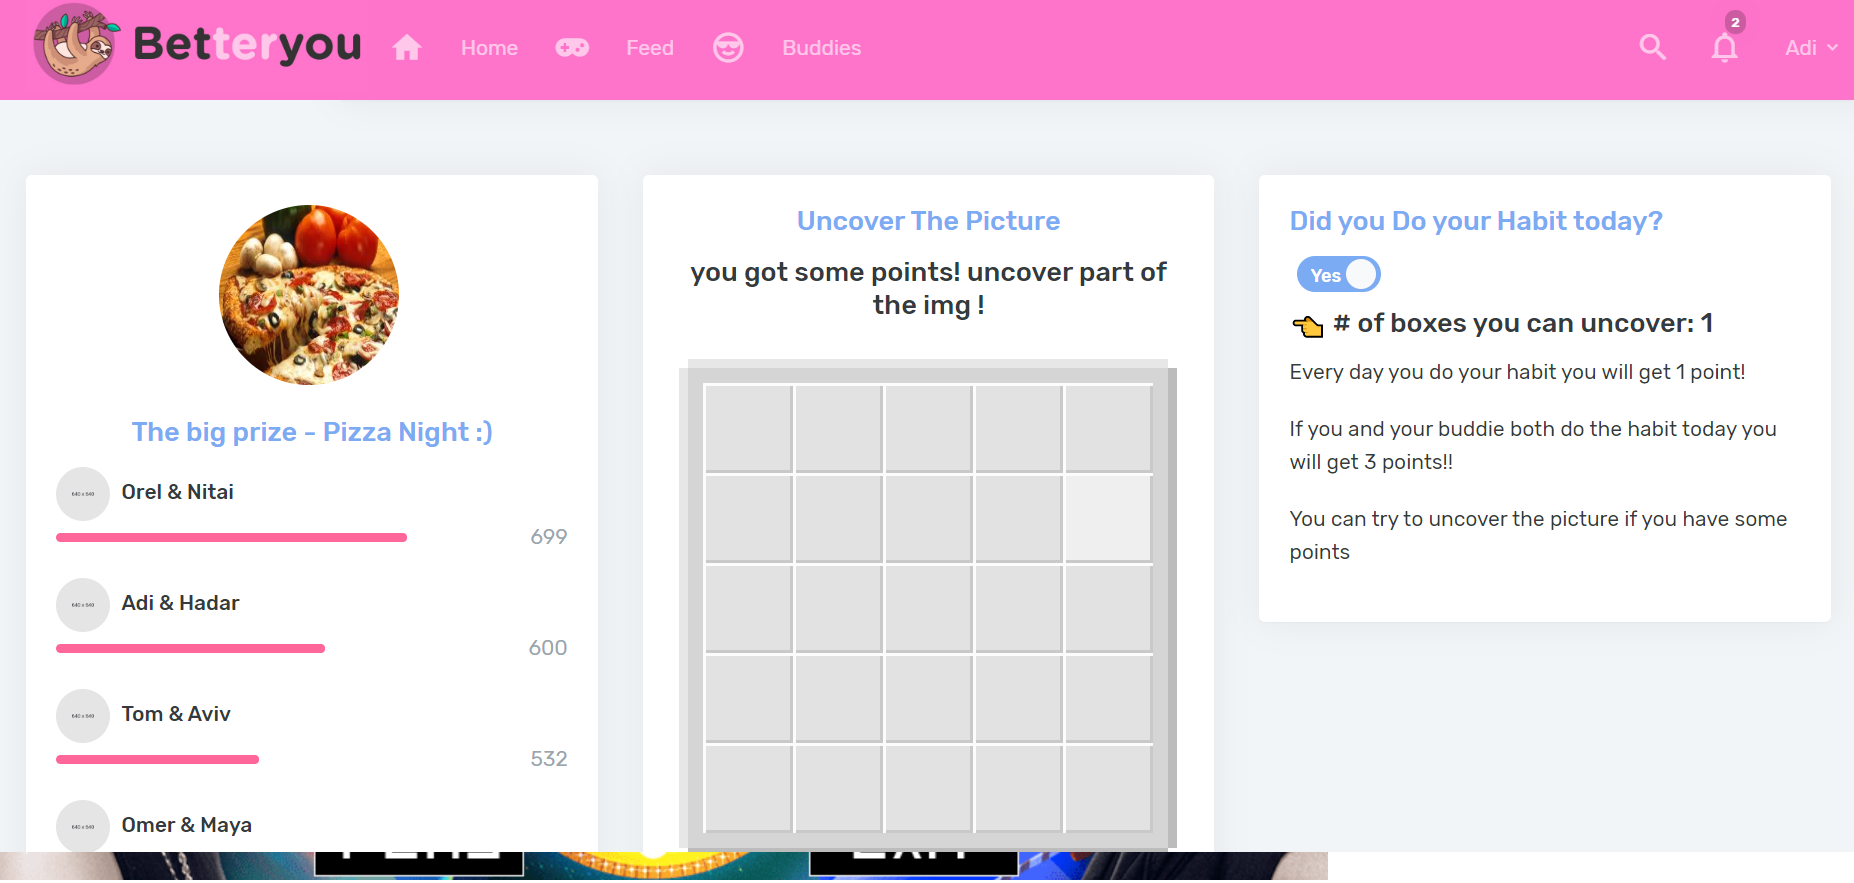 Betteryou
Home
Feed
Buddies
2
Adi
The big prize - Pizza Night :)
Orel & Nitai
699
Adi & Hadar
600
Tom & Aviv
532
Omer & Maya
Uncover The Picture
you got some points! uncover part of
the img !
Did you Do your Habit today?
Yes
# of boxes you can uncover: 1
Every day you do your habit you will get 1 point!
If you and your buddie both do the habit today you
will get 3 points!!
You can try to uncover the picture if you have some
points